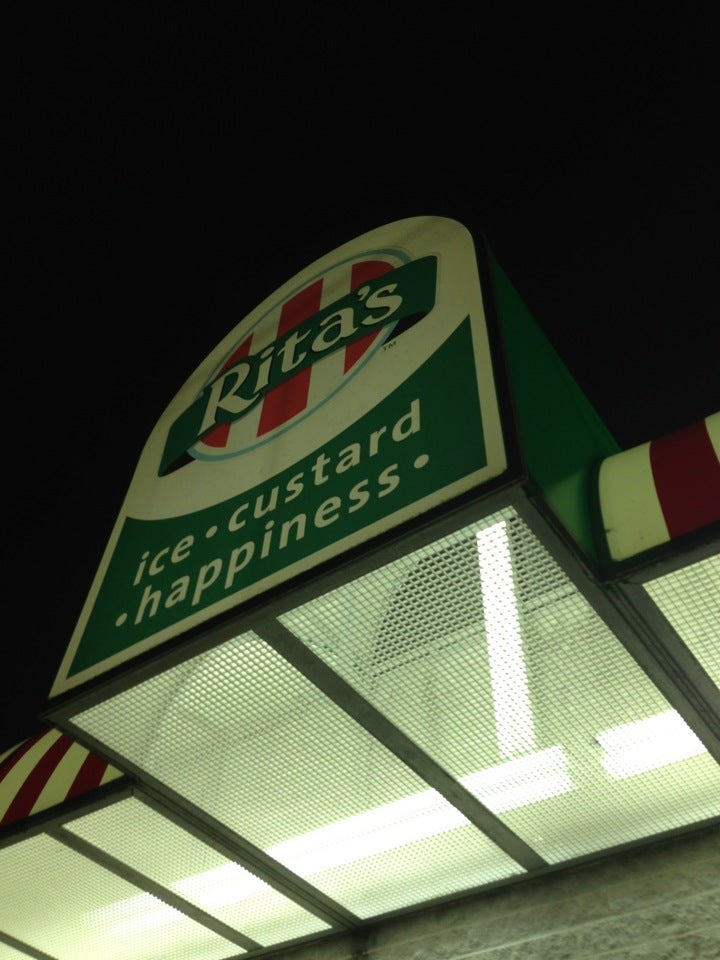 Rita's
TM
ice • custard
• happiness •